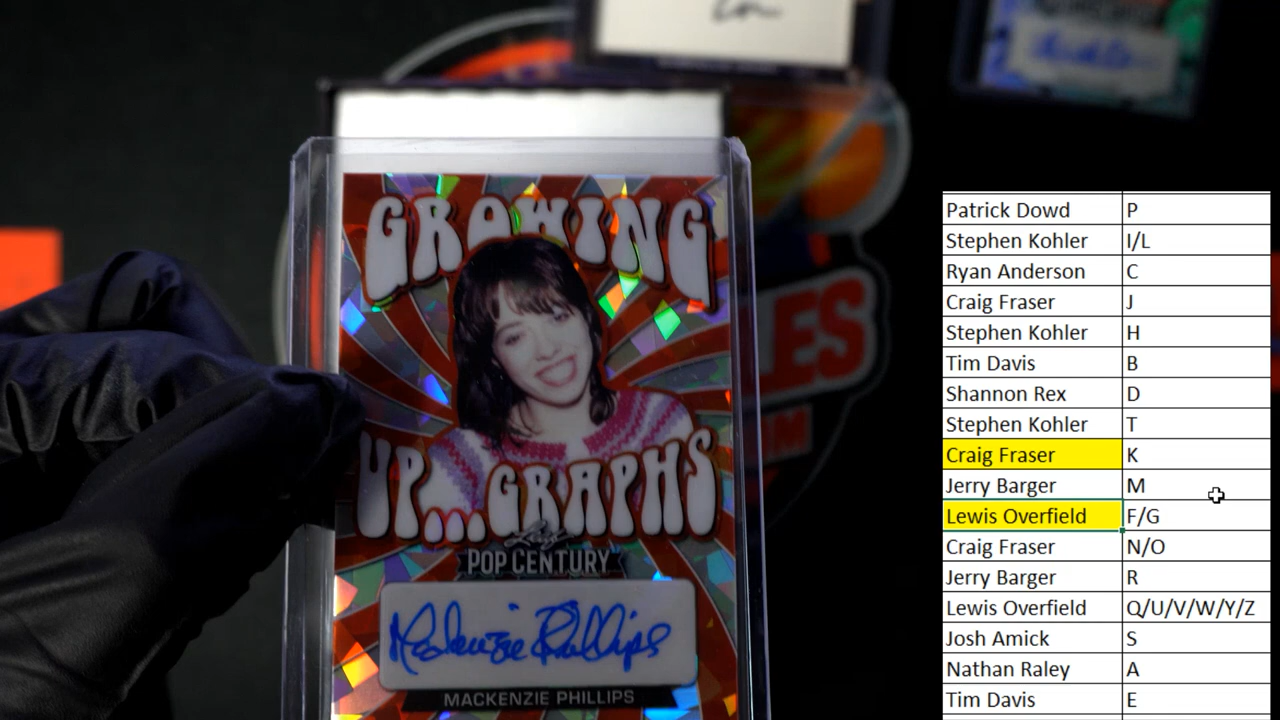 GROWING
UP...GRAPHS
Leaf
POP CENTURY
Mackenzie Phillips
MACKENZIE PHILLIPS
LES
OM
Patrick Dowd P
Stephen Kohler I/L
Ryan Anderson C
Craig Fraser J
Stephen Kohler H
Tim Davis B
Shannon Rex D
Stephen Kohler T
Craig Fraser K
Jerry Barger M
Lewis Overfield F/G
Craig Fraser N/O
Jerry Barger R
Lewis Overfield Q/U/V/W/Y/Z
Josh Amick S
Nathan Raley A
Tim Davis E